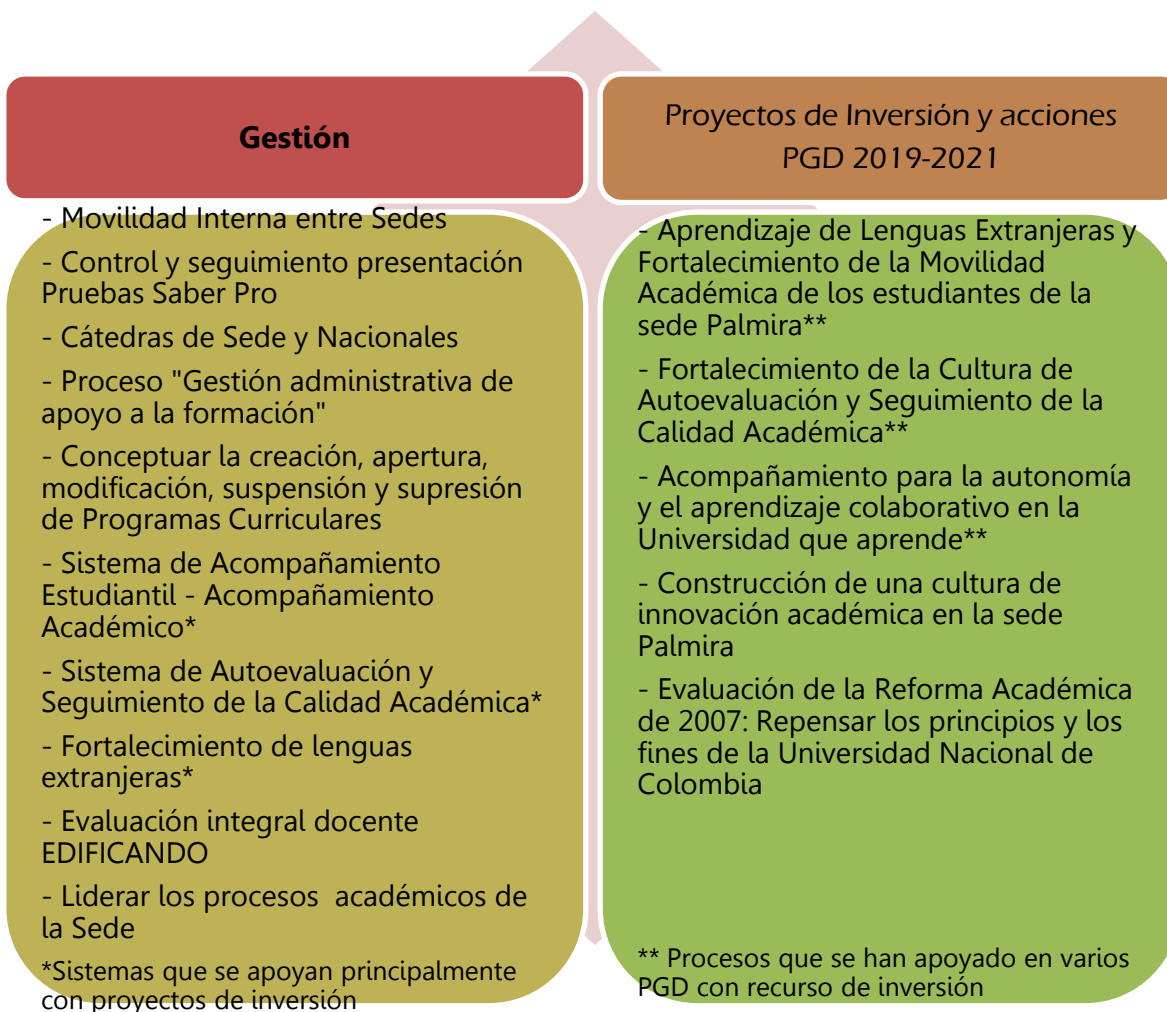 Gestión
- Movilidad Interna entre Sedes
- Control y seguimiento presentación
Pruebas Saber Pro
- Cátedras de Sede y Nacionales
- Proceso "Gestión administrativa de
apoyo a la formación"
- Conceptuar la creación, apertura,
modificación, suspensión y supresión
de Programas Curriculares
- Sistema de Acompañamiento
Estudiantil - Acompañamiento
Académico*
- Sistema de Autoevaluación y
Seguimiento de la Calidad Académica*
- Fortalecimiento de lenguas
extranjeras*
- Evaluación integral docente
EDIFICANDO
- Liderar los procesos  académicos de
la Sede
*Sistemas que se apoyan principalmente
con proyectos de inversión
Proyectos de Inversión y acciones
PGD 2019-2021
- Aprendizaje de Lenguas Extranjeras y
Fortalecimiento de la Movilidad
Académica de los estudiantes de la
sede Palmira**
- Fortalecimiento de la Cultura de
Autoevaluación y Seguimiento de la
Calidad Académica**
- Acompañamiento para la autonomía
y el aprendizaje colaborativo en la
Universidad que aprende**
- Construcción de una cultura de
innovación académica en la sede
Palmira
- Evaluación de la Reforma Académica
de 2007: Repensar los principios y los
fines de la Universidad Nacional de
Colombia
** Procesos que se han apoyado en varios
PGD con recurso de inversión